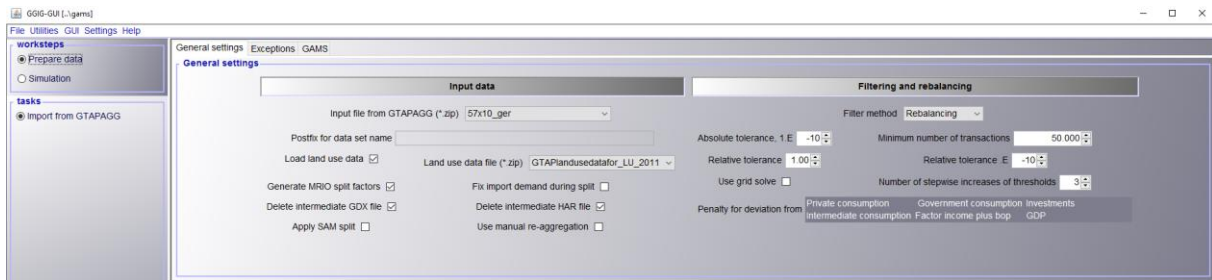 GGIG-GUI [..\gams]
File Utilities GUI Settings Help
worksteps
Prepare data
Simulation
tasks
Import from GTAPAGG
General settings Exceptions GAMS
General settings
Input data
Input file from GTAPAGG (*.zip) 57x10_ger
Postfix for data set name
Load land use data Land use data file (*.zip) GTAPlandusedatafor_LU_2011
Generate MRIO split factors Fix import demand during split
Delete intermediate GDX file Delete intermediate HAR file
Apply SAM split Use manual re-aggregation
Filtering and rebalancing
Filter method Rebalancing
Absolute tolerance, 1.E -10 Minimum number of transactions 50.000
Relative tolerance 1.00 Relative tolerance .E -10
Use grid solve Number of stepwise increases of thresholds 3
Penalty for deviation from Private consumption Government consumption Investments
Intermediate consumption Factor income plus bop GDP